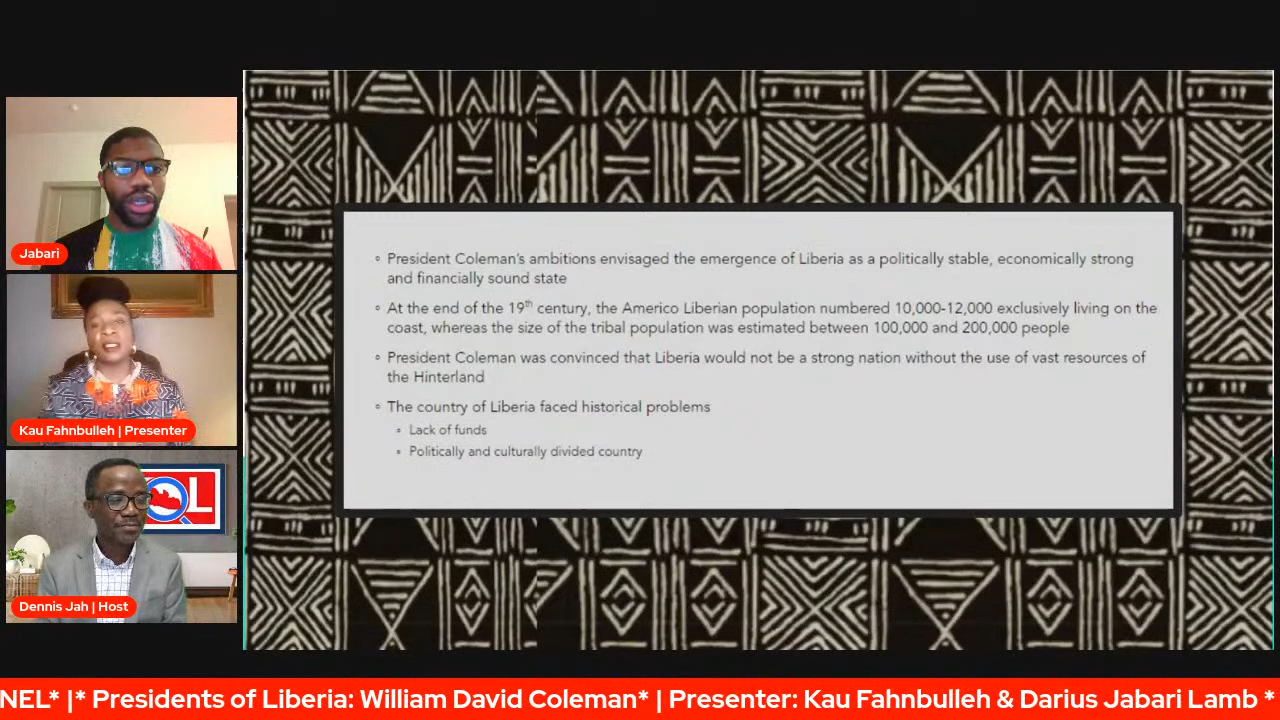 Jabari
Kau Fahnbulleh | Presenter
OL
Dennis Jah | Host
◦ President Coleman's ambitions envisaged the emergence of Liberia as a politically stable, economically strong
and financially sound state
◦ At the end of the 19th century, the Americo Liberian population numbered 10,000-12,000 exclusively living on the
coast, whereas the size of the tribal population was estimated between 100,000 and 200,000 people
◦ President Coleman was convinced that Liberia would not be a strong nation without the use of vast resources of
the Hinterland
◦ The country of Liberia faced historical problems
◦ Lack of funds
◦ Politically and culturally divided country
NEL* |* Presidents of Liberia: William David Coleman* | Presenter: Kau Fahnbulleh & Darius Jabari Lamb *